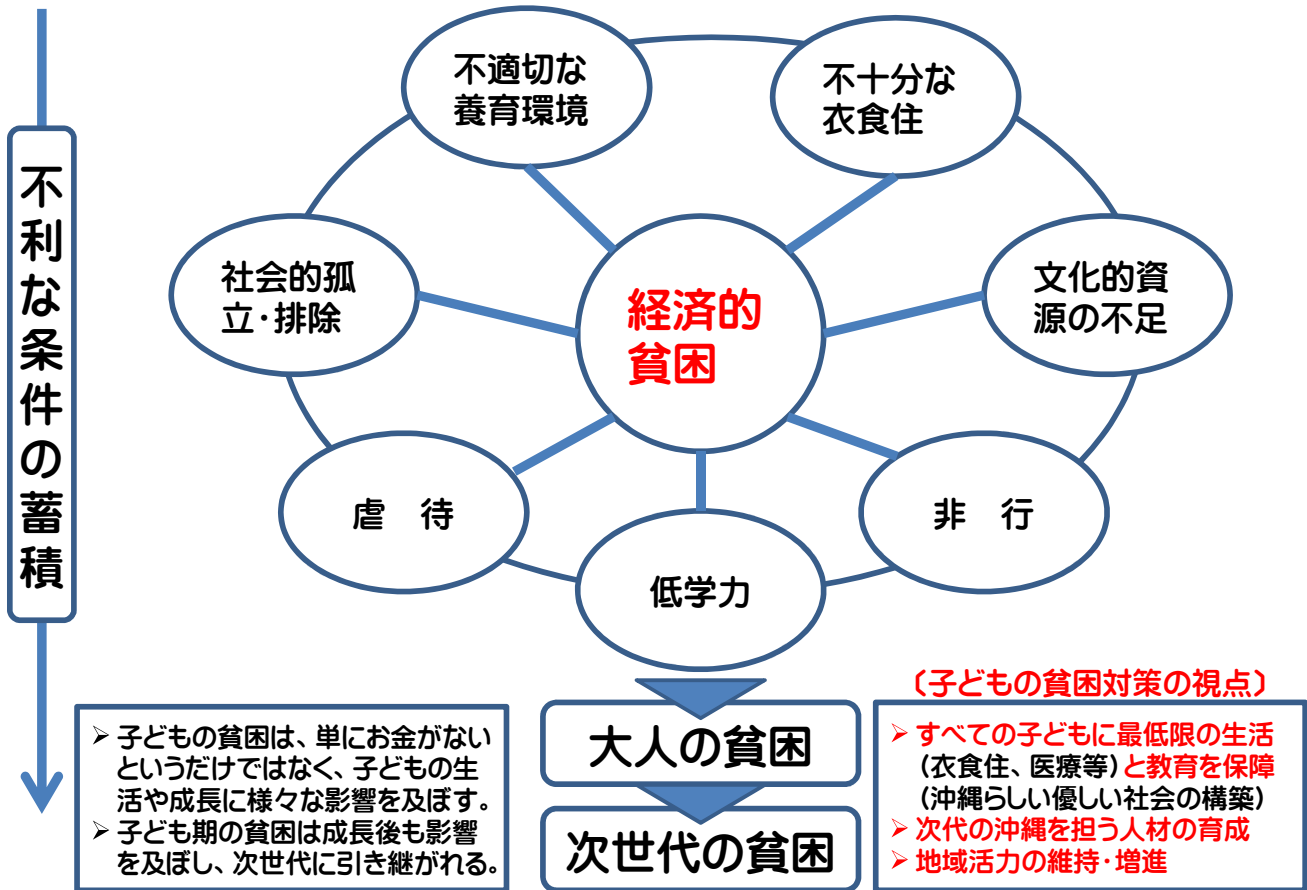 不利な条件の蓄積
不適切な
養育環境
不十分な
衣食住
社会的孤
立・排除
経済的
貧困
文化的資
源の不足
虐　待
非　行
低学力
大人の貧困
次世代の貧困
➢ 子どもの貧困は、単にお金がない
というだけではなく、子どもの生
活や成長に様々な影響を及ぼす。
➢ 子ども期の貧困は成長後も影響
を及ぼし、次世代に引き継がれる。
〔子どもの貧困対策の視点〕
➢ すべての子どもに最低限の生活
(衣食住、医療等)と教育を保障
(沖縄らしい優しい社会の構築)
➢ 次代の沖縄を担う人材の育成
➢ 地域活力の維持・増進